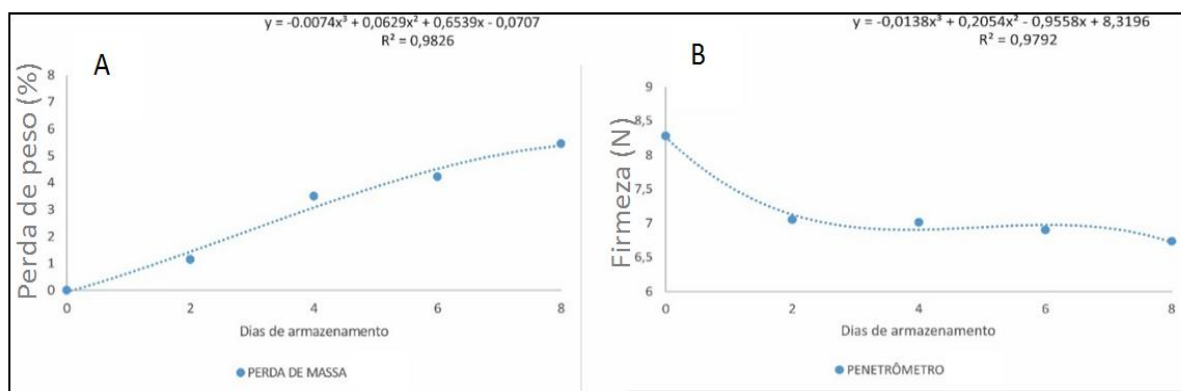 y = -0.0074x³ + 0,0629x² + 0,6539x - 0,0707
R² = 0,9826
A
Perda de peso (%)
8
7
6
5
4
3
2
1
0
0 2 4 6 8
Dias de armazenamento
PERDA DE MASSA
y = -0,0138x³ + 0,2054x² - 0,9558x + 8,3196
R² = 0,9792
B
Firmeza (N)
9
8,5
8
7,5
7
6,5
6
0 2 4 6 8
Dias de armazenamento
PENETRÔMETRO